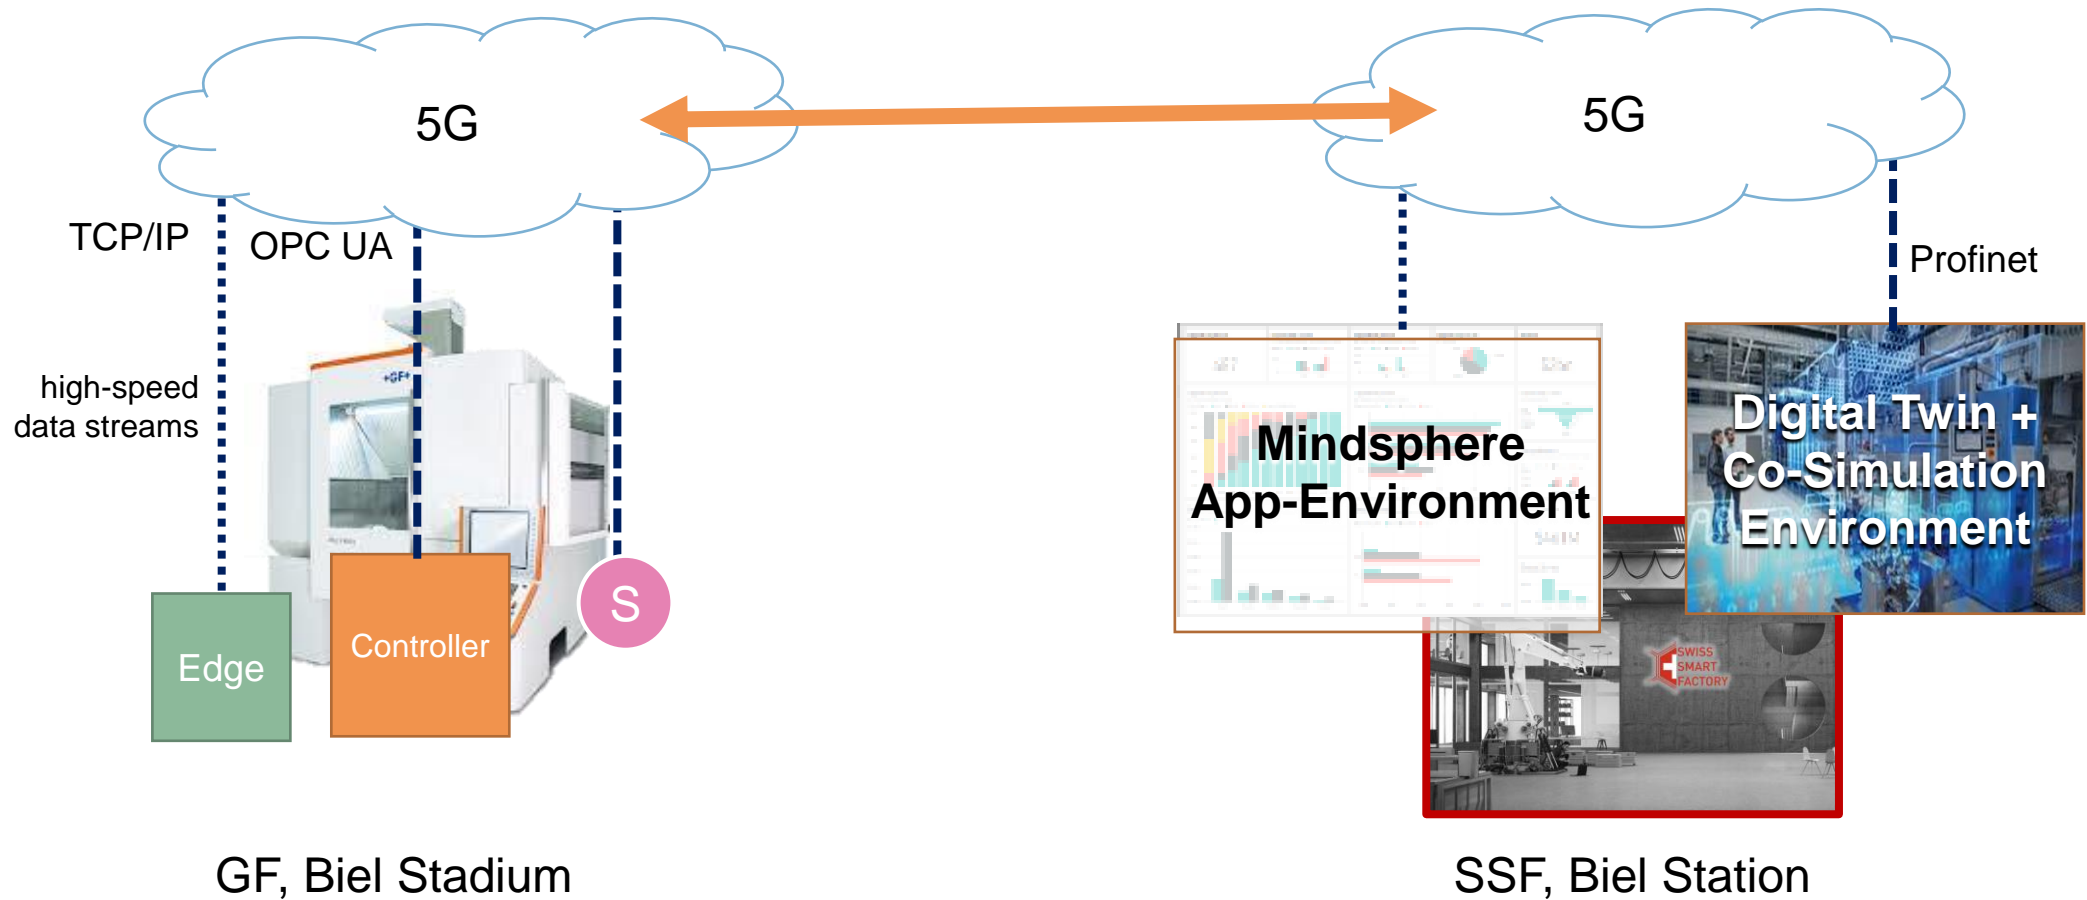 5G
5G
TCP/IP
OPC UA
Profinet
high-speed
data streams
+GF+
Mindsphere
App-Environment
Digital Twin +
Co-Simulation
Environment
Edge
Controller
S
SWISS
SMART
FACTORY
GF, Biel Stadium
SSF, Biel Station